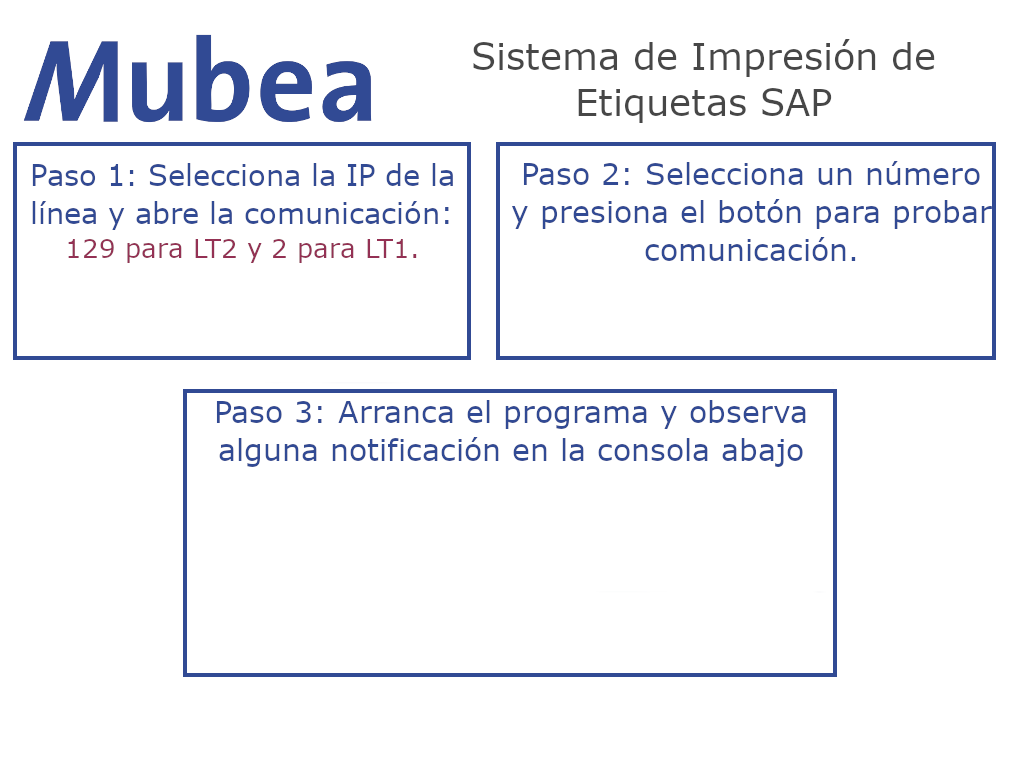 Mubea
Sistema de Impresión de
Etiquetas SAP
Paso 1: Selecciona la IP de la
línea y abre la comunicación:
129 para LT2 y 2 para LT1.
Paso 2: Selecciona un número
y presiona el botón para probar
comunicación.
Paso 3: Arranca el programa y observa
alguna notificación en la consola abajo